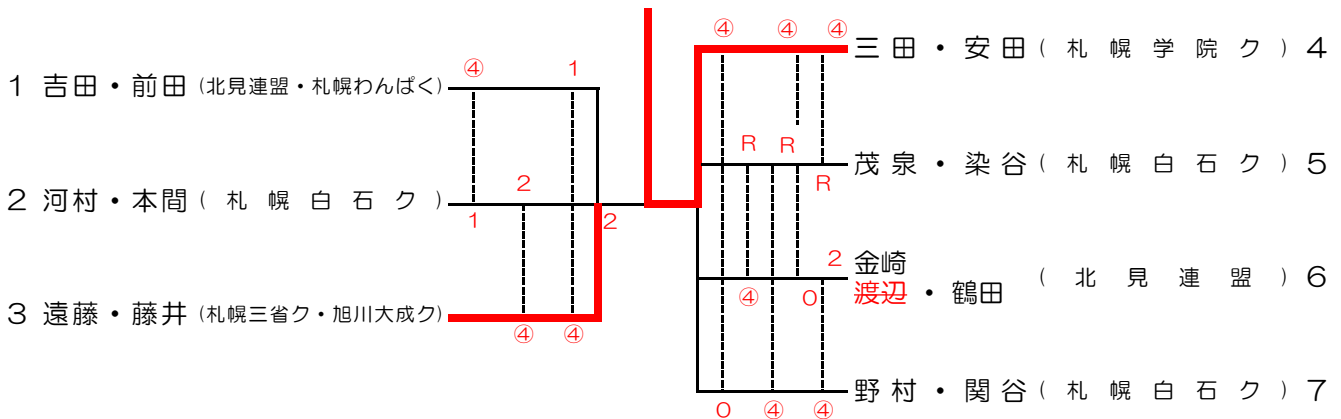 ④ ④ ④
三田・安田（札幌学院ク）4
④ 1
1 吉田・前田（北見連盟・札幌わんぱく）
R R
茂泉・染谷（札幌白石ク）5
R
2
2 河村・本間（札幌白石ク）
1 2
2 金崎
渡辺・鶴田（北見連盟）6
④ 0
3 遠藤・藤井（札幌三省ク・旭川大成ク）
④ ④
野村・関谷（札幌白石ク）7
0 ④ ④